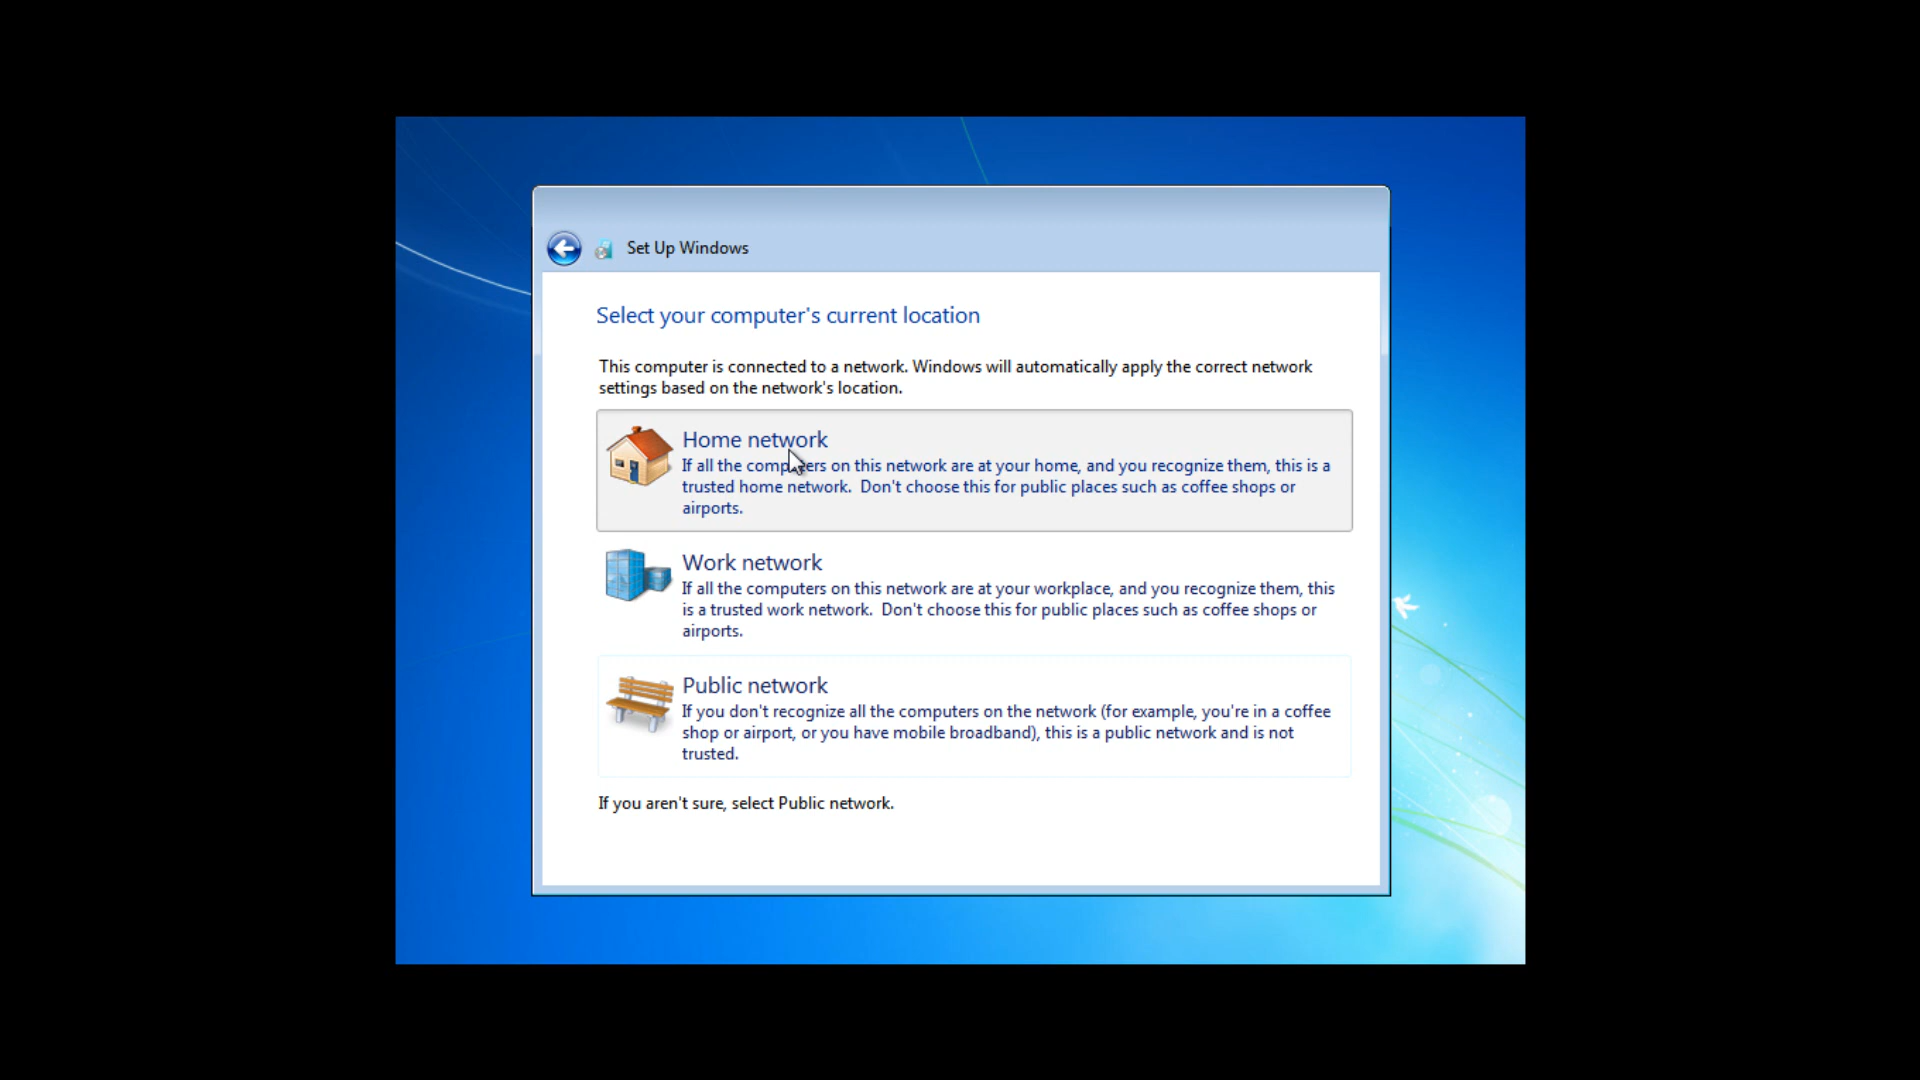 Set Up Windows
Select your computer's current location
This computer is connected to a network. Windows will automatically apply the correct network
settings based on the network's location.
Home network
If all the computers on this network are at your home, and you recognize them, this is a
trusted home network.  Don't choose this for public places such as coffee shops or
airports.
Work network
If all the computers on this network are at your workplace, and you recognize them, this
is a trusted work network.  Don't choose this for public places such as coffee shops or
airports.
Public network
If you don't recognize all the computers on the network (for example, you're in a coffee
shop or airport, or you have mobile broadband), this is a public network and is not
trusted.
If you aren't sure, select Public network.